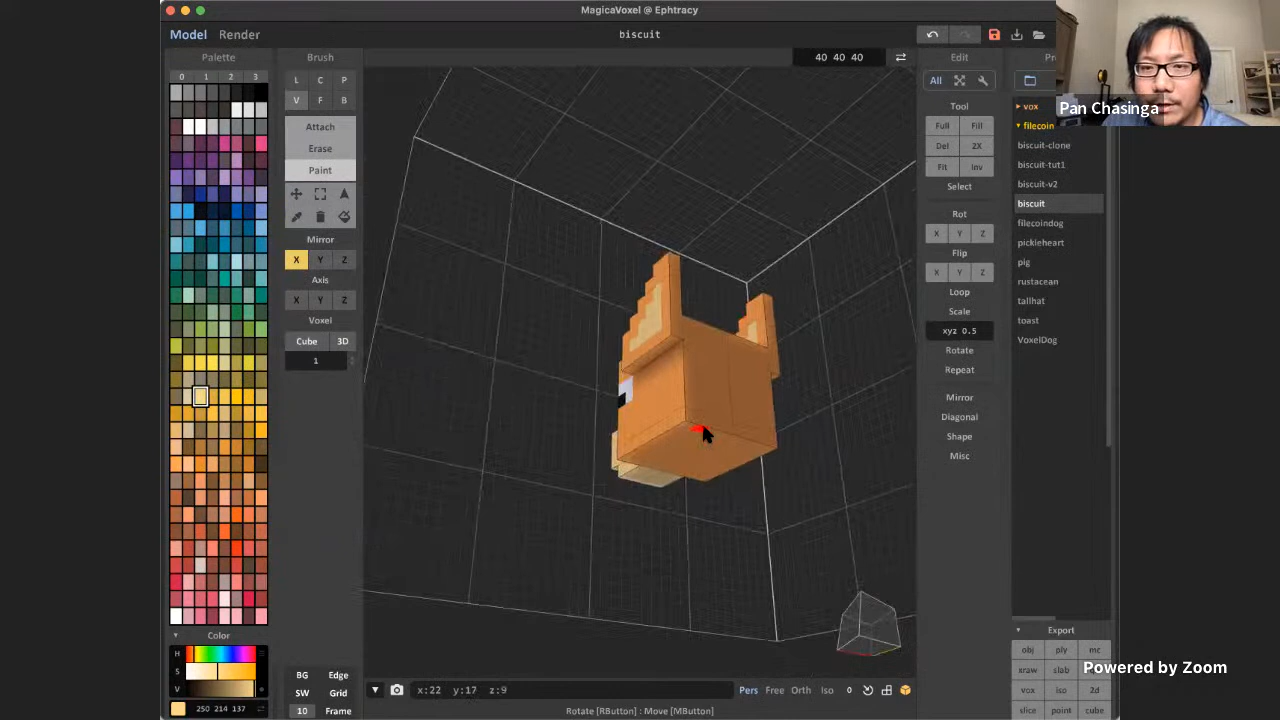 MagicaVoxel @ Ephtracy
Model Render
biscuit
Palette
0 1 2 3
Brush
L C P
V F B
Attach
Erase
Paint
Mirror
X Y Z
Axis
X Y Z
Voxel
Cube 3D
1
BG Edge
SW Grid
10 Frame
Color
H
S
V
250 214 137
40 40 40
x:22 y:17 z:9
Pers Free Orth Iso 0
Rotate [RButton] : Move [MButton]
Edit
All
Tool
Full Fill
Del 2X
Fit Inv
Select
Rot
X Y Z
Flip
X Y Z
Loop
Scale
xyz 0.5
Rotate
Repeat
Mirror
Diagonal
Shape
Misc
vox
filecoin
biscuit-clone
biscuit-tut1
biscuit-v2
biscuit
filecoindog
pickleheart
pig
rustacean
tallhat
toast
VoxelDog
Export
obj ply mc
xraw slab
vox iso 2d
slice point cube
Pan Chasinga
Powered by Zoom